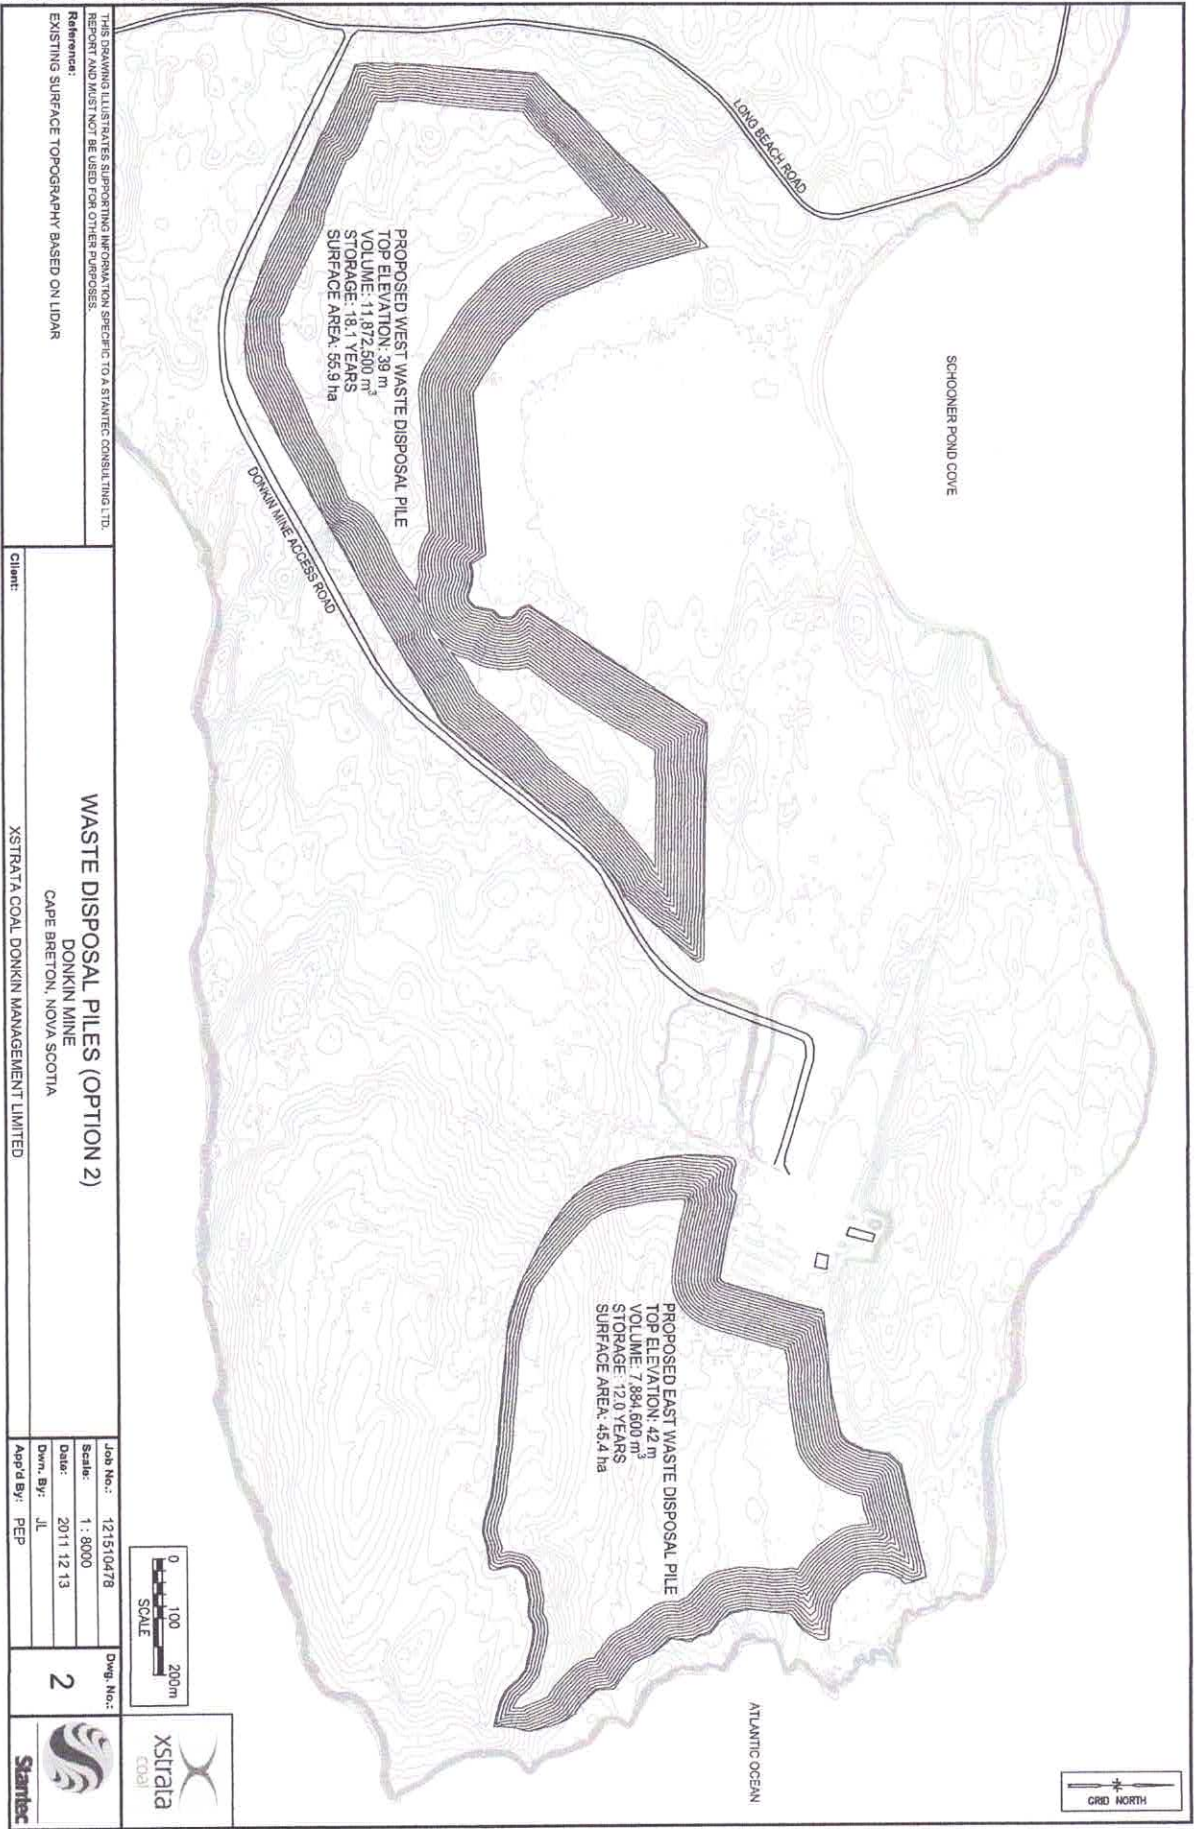 SCHOONER POND COVE
LONG BEACH ROAD
PROPOSED WEST WASTE DISPOSAL PILE
TOP ELEVATION: 39 m
VOLUME: 11,872,500 m³
STORAGE: 18.1 YEARS
SURFACE AREA: 55.9 ha
DONKIN MINE ACCESS ROAD
PROPOSED EAST WASTE DISPOSAL PILE
TOP ELEVATION: 42 m
VOLUME: 7,884,600 m³
STORAGE: 12.0 YEARS
SURFACE AREA: 45.4 ha
ATLANTIC OCEAN
GRID NORTH
0 100 200m
SCALE
xstrata
coal
THIS DRAWING ILLUSTRATES SUPPORTING INFORMATION SPECIFIC TO A STANTEC CONSULTING LTD.
REPORT AND MUST NOT BE USED FOR OTHER PURPOSES.
Reference:
EXISTING SURFACE TOPOGRAPHY BASED ON LIDAR
WASTE DISPOSAL PILES (OPTION 2)
DONKIN MINE
CAPE BRETON, NOVA SCOTIA
Client:
XSTRATA COAL DONKIN MANAGEMENT LIMITED
Job No.: 121510478
Scale: 1 : 8000
Date: 2011 12 13
Dwn. By: JL
App'd By: PEP
Dwg. No.:
2
Stantec